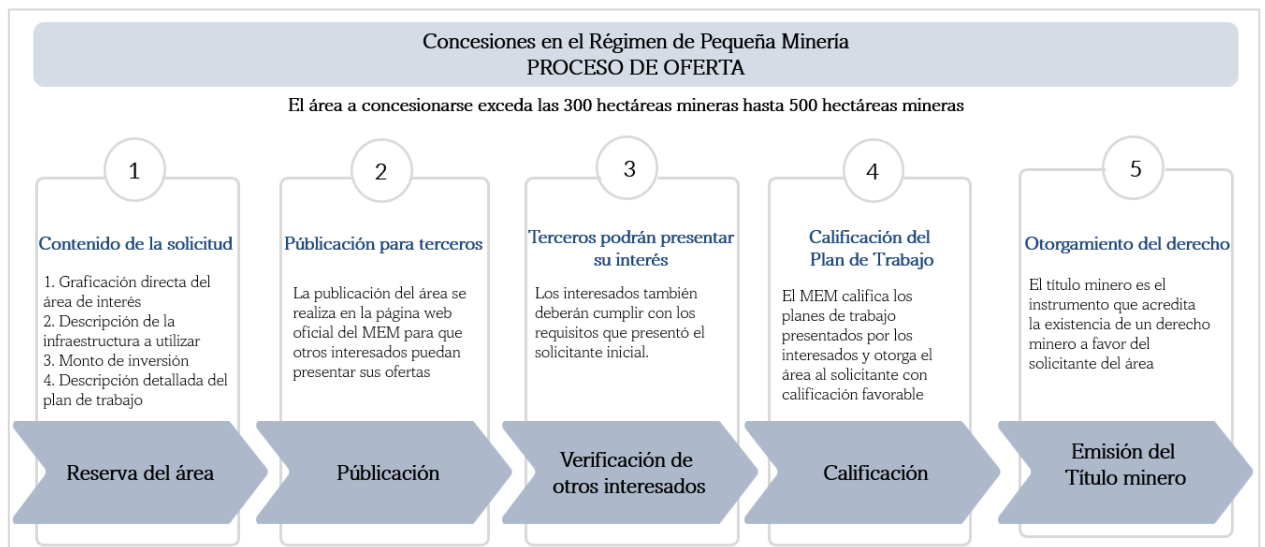 Concesiones en el Régimen de Pequeña Minería
PROCESO DE OFERTA
El área a concesionarse exceda las 300 hectáreas mineras hasta 500 hectáreas mineras
1
Contenido de la solicitud
1. Graficación directa del
área de interés
2. Descripción de la
infraestructura a utilizar
3. Monto de inversión
4. Descripción detallada del
plan de trabajo
Reserva del área
2
Públicación para terceros
La publicación del área se
realiza en la página web
oficial del MEM para que
otros interesados puedan
presentar sus ofertas
Públicación
3
Terceros podrán presentar
su interés
Los interesados también
deberán cumplir con los
requisitos que presentó el
solicitante inicial.
Verificación de
otros interesados
4
Calificación del
Plan de Trabajo
El MEM califica los
planes de trabajo
presentados por los
interesados y otorga el
área al solicitante con
calificación favorable
Calificación
5
Otorgamiento del derecho
El título minero es el
instrumento que acredita
la existencia de un derecho
minero a favor del
solicitante del área
Emisión del
Título minero